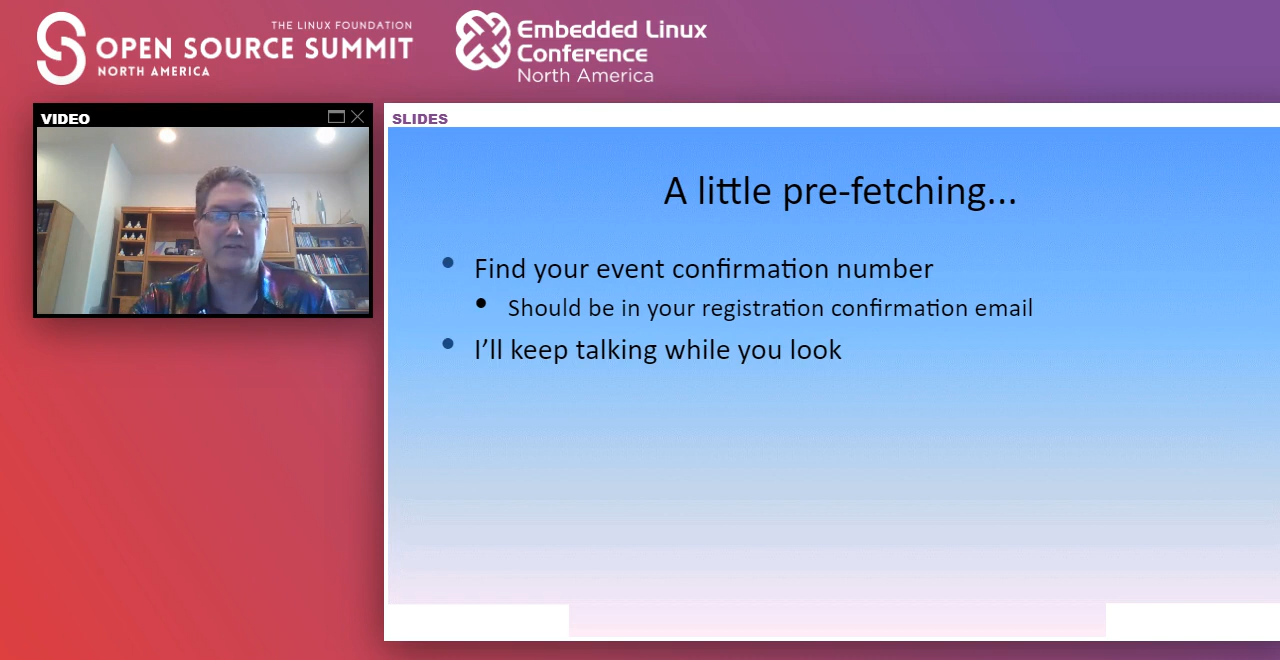 THE LINUX FOUNDATION
OPEN SOURCE SUMMIT
NORTH AMERICA
Embedded Linux
Conference
North America
VIDEO
SLIDES
A little pre-fetching...
Find your event confirmation number
Should be in your registration confirmation email
I’ll keep talking while you look